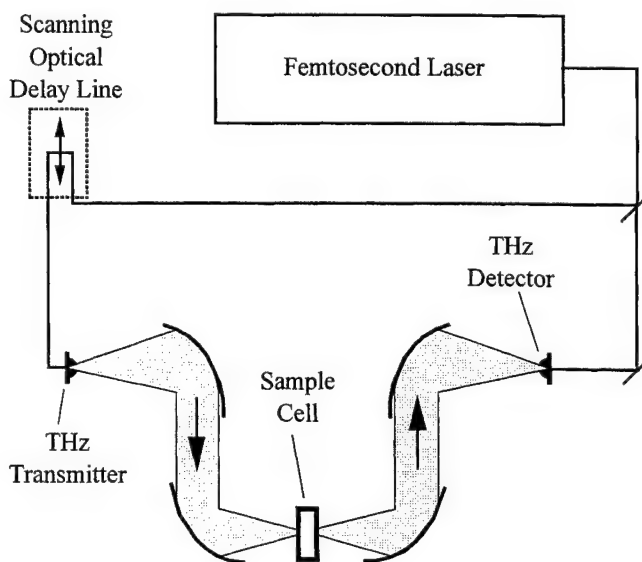 Scanning
Optical
Delay Line
Femtosecond Laser
THz
Detector
Sample
Cell
THz
Transmitter